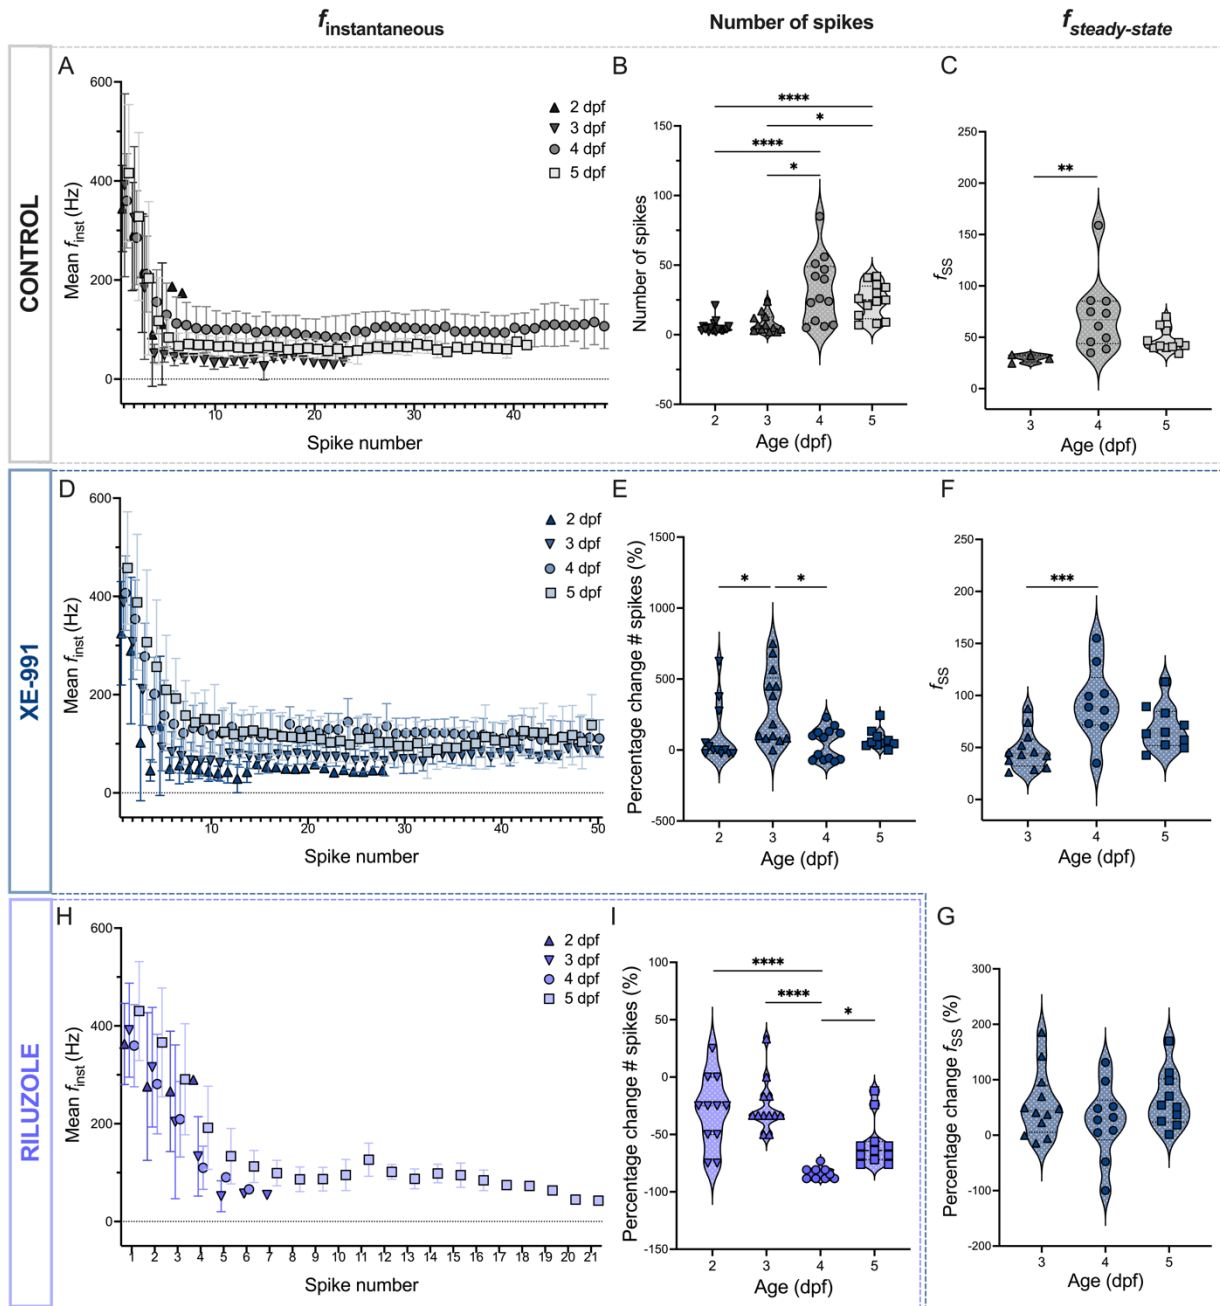 finstantaneous
Number of spikes
fsteady-state
CONTROL
A
600
400
200
0
Mean finst (Hz)
10
20
30
40
Spike number
2 dpf
3 dpf
4 dpf
5 dpf
B
150
100
50
0
-50
Number of spikes
****
*
****
*
2
3
4
5
Age (dpf)
C
250
200
150
100
50
0
fSS
**
3
4
5
Age (dpf)
XE-991
D
600
400
200
0
Mean finst (Hz)
10
20
30
40
50
Spike number
2 dpf
3 dpf
4 dpf
5 dpf
E
1500
1000
500
0
-500
Percentage change # spikes (%)
*
*
2
3
4
5
Age (dpf)
F
250
200
150
100
50
0
fSS
***
3
4
5
Age (dpf)
RILUZOLE
H
600
400
200
0
Mean finst (Hz)
1 2 3 4 5 6 7 8 9 10 11 12 13 14 15 16 17 18 19 20 21
Spike number
2 dpf
3 dpf
4 dpf
5 dpf
I
100
50
0
-50
-100
-150
Percentage change # spikes (%)
****
****
*
2
3
4
5
Age (dpf)
G
300
200
100
0
-100
-200
Percentage change fSS (%)
3
4
5
Age (dpf)